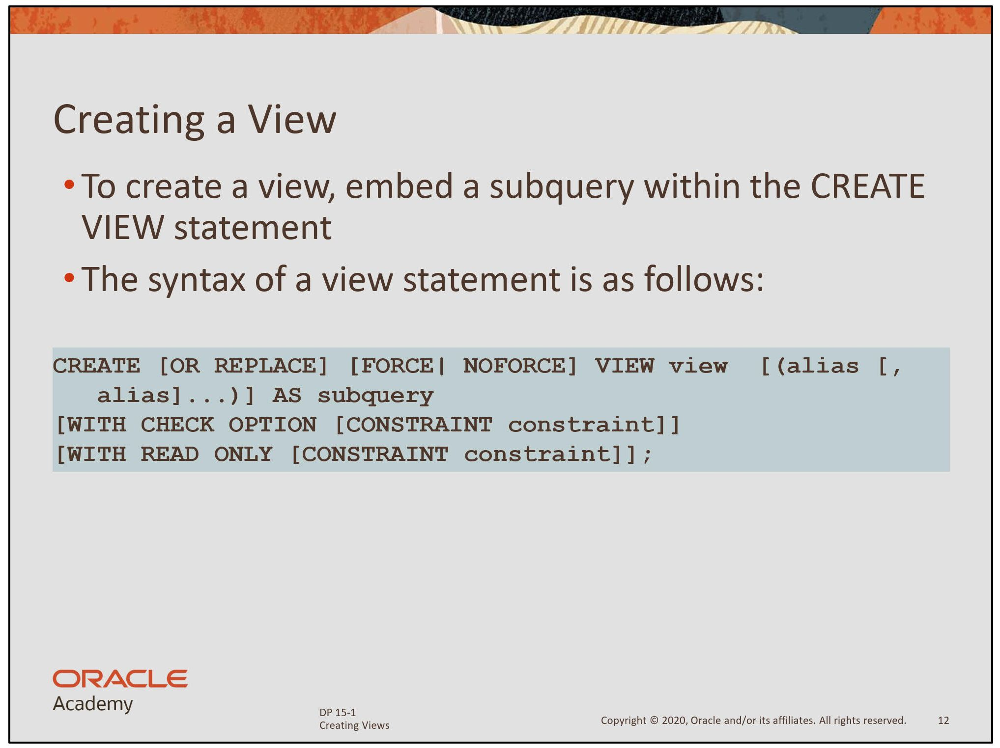 Creating a View
•To create a view, embed a subquery within the CREATE
VIEW statement
•The syntax of a view statement is as follows:
CREATE [OR REPLACE] [FORCE| NOFORCE] VIEW view  [(alias [,
   alias]...)] AS subquery
[WITH CHECK OPTION [CONSTRAINT constraint]]
[WITH READ ONLY [CONSTRAINT constraint]];
ORACLE
Academy
DP 15-1
Creating Views
Copyright © 2020, Oracle and/or its affiliates. All rights reserved.
12